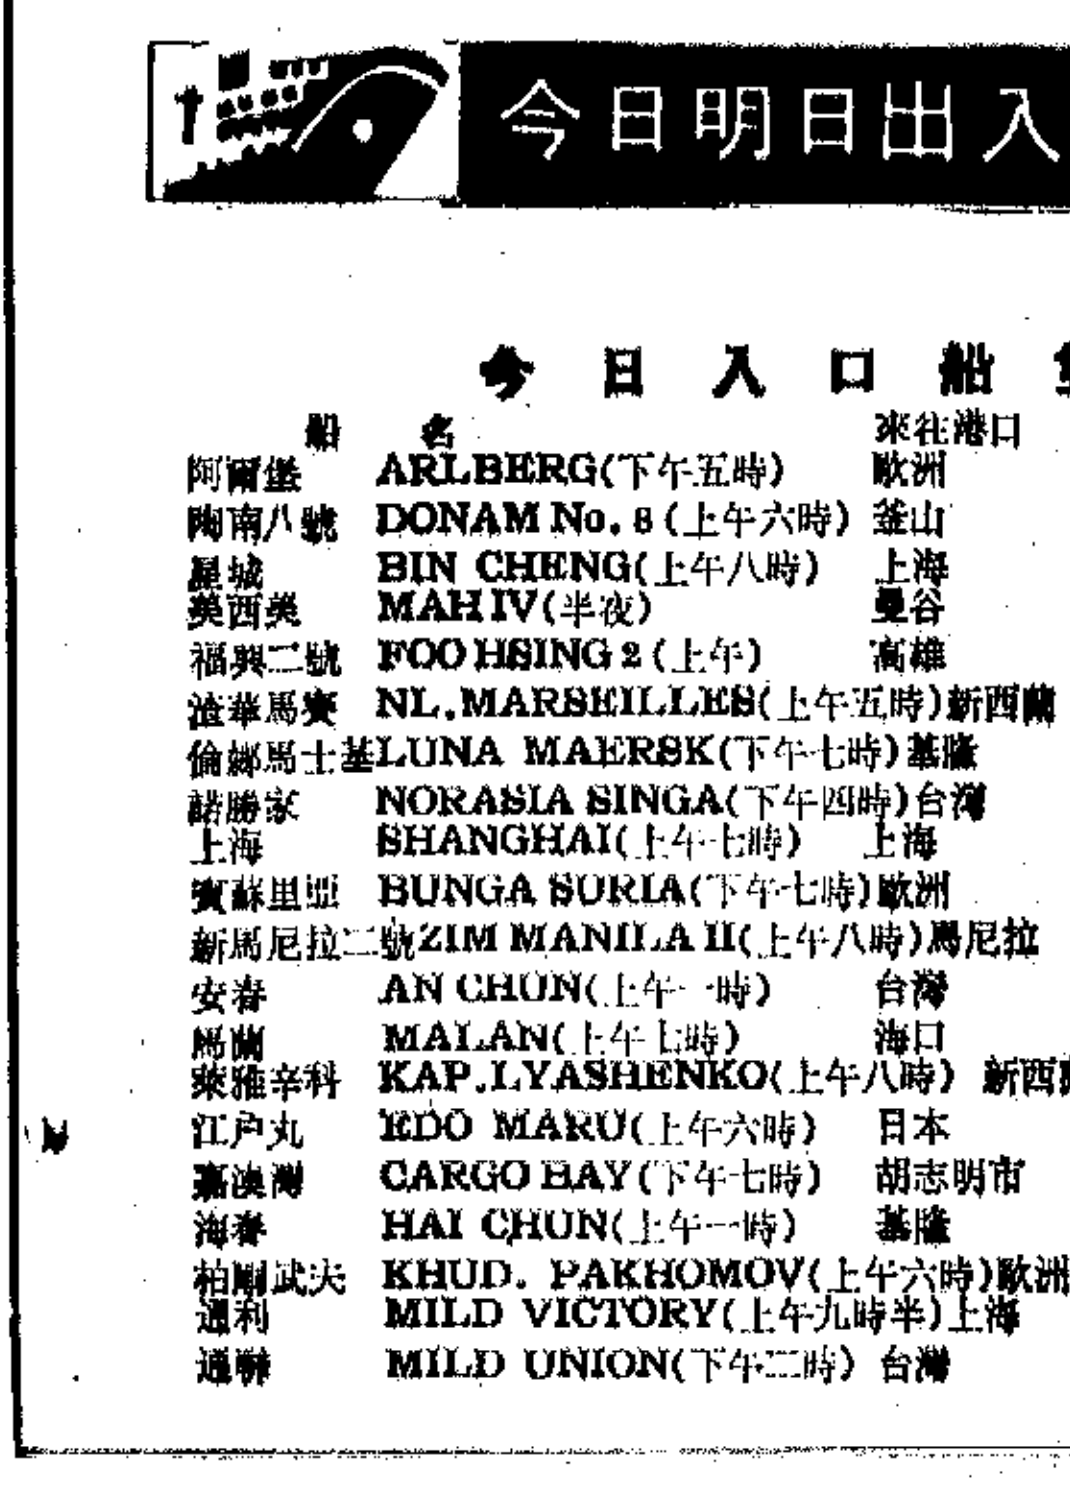 今日明日出入
今日入口船
船 名 來往港口
阿爾堡 ARLBERG(下午五時) 歐洲
南八號 DONAM No. 8 (上午六時) 釜山
星城 BIN CHENG(上午八時) 上海
美西美 MAH IV(半夜) 曼谷
福興二號 FOO HSING 2 (上午) 高雄
渣華馬賽 NL.MARSEILLES(上午五時)新西蘭
倫娜馬士基LUNA MAERSK(下午七時)基隆
諾勝家 NORASIA SINGA(下午四時)台灣
上海 SHANGHAI(上午七時) 上海
寶蘇里亞 BUNGA SURIA(下午七時)歐洲
新馬尼拉二號ZIM MANILA II(上午八時)馬尼拉
安春 AN CHUN(上午一時) 台灣
馬蘭 MALAN(上午七時) 海口
萊雅辛科 KAP.LYASHENKO(上午八時) 新西
江戶丸 EDO MARU(上午六時) 日本
嘉澳灣 CARGO BAY(下午七時) 胡志明市
海春 HAI CHUN(上午一時) 基隆
柏剛武夫 KHUD. PAKHOMOV(上午六時)歐洲
通利 MILD VICTORY(上午九時半)上海
通聯 MILD UNION(下午二時) 台灣